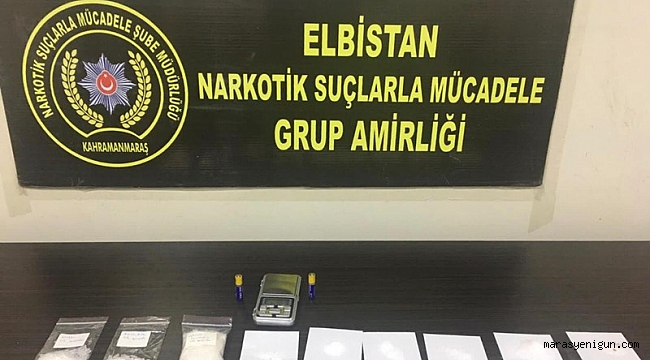 NARKOTİK SUÇLARLA MÜCADELE ŞUBE MÜDÜRLÜĞÜ
KAHRAMANMARAŞ
ELBİSTAN
NARKOTİK SUÇLARLA MÜCADELE
GRUP AMİRLİĞİ
marasyenigun.com